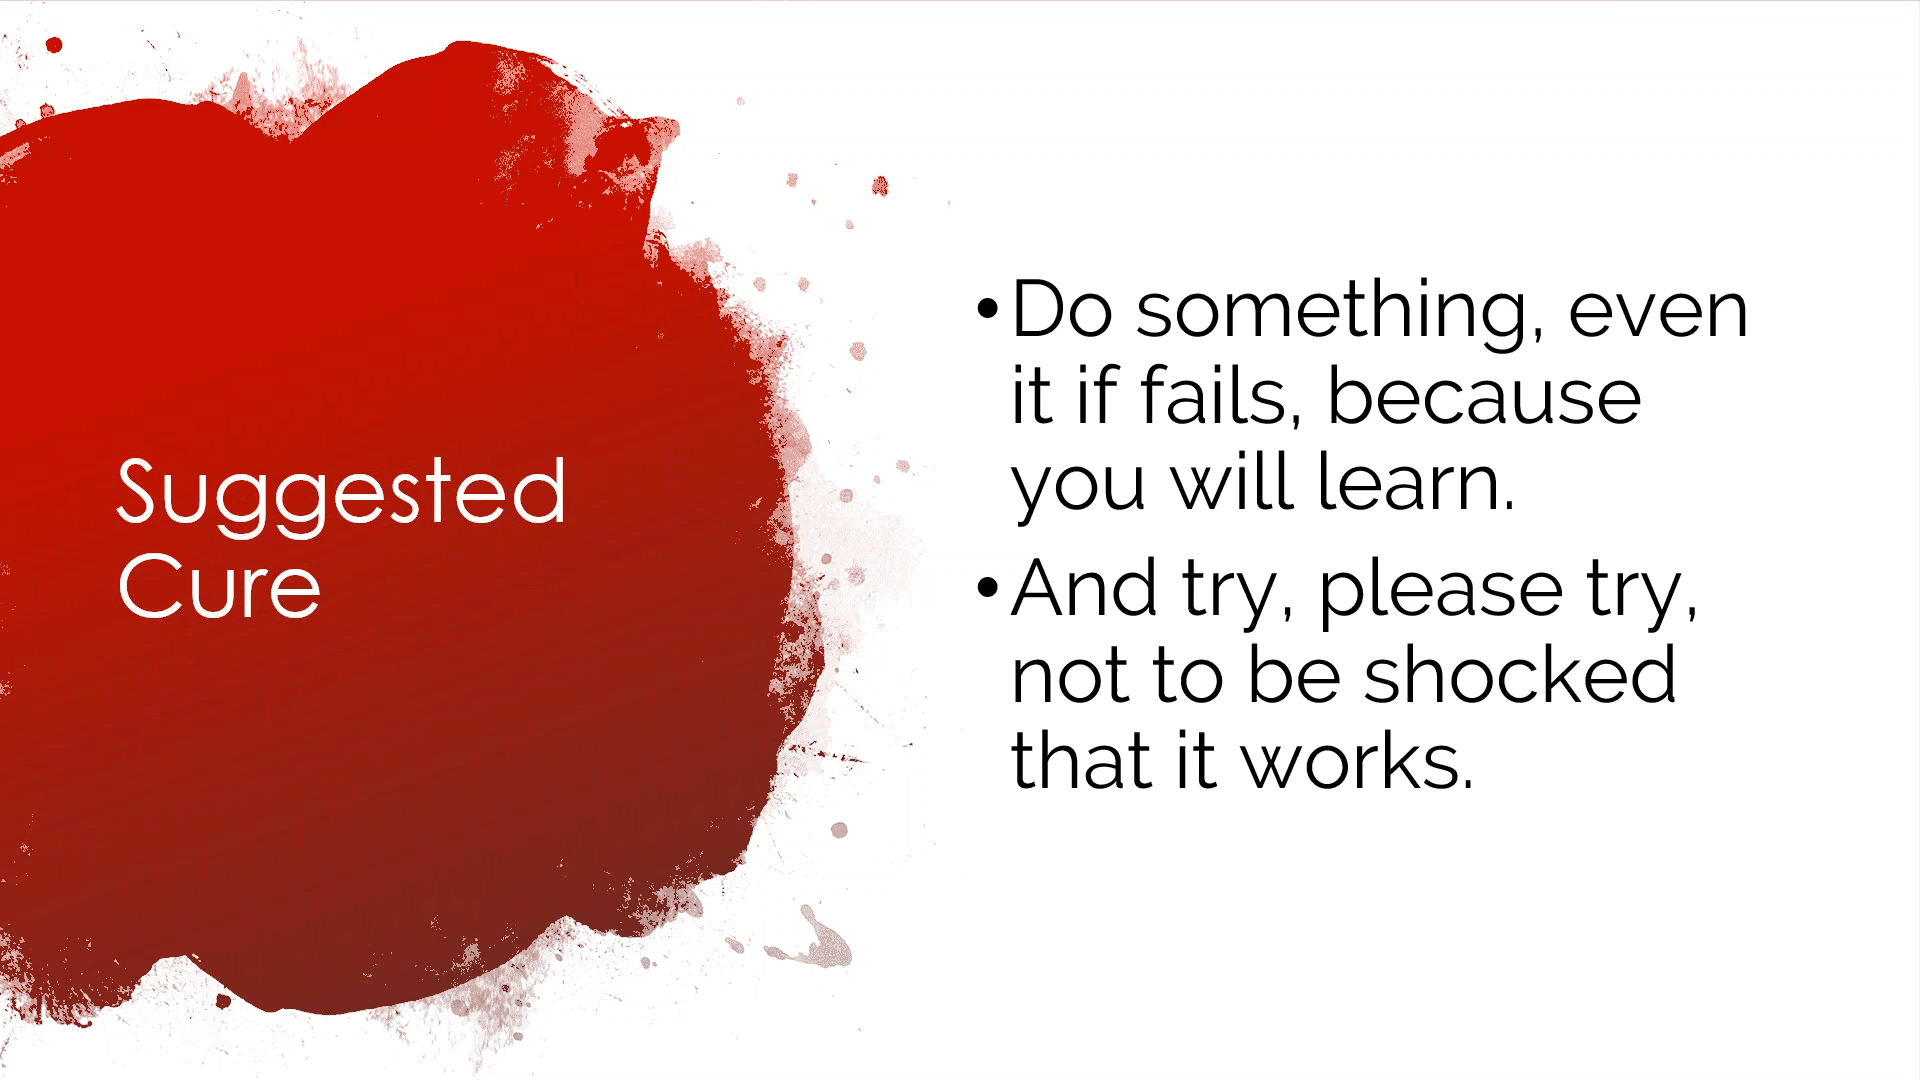 Suggested
Cure
•Do something, even
it if fails, because
you will learn.
•And try, please try,
not to be shocked
that it works.